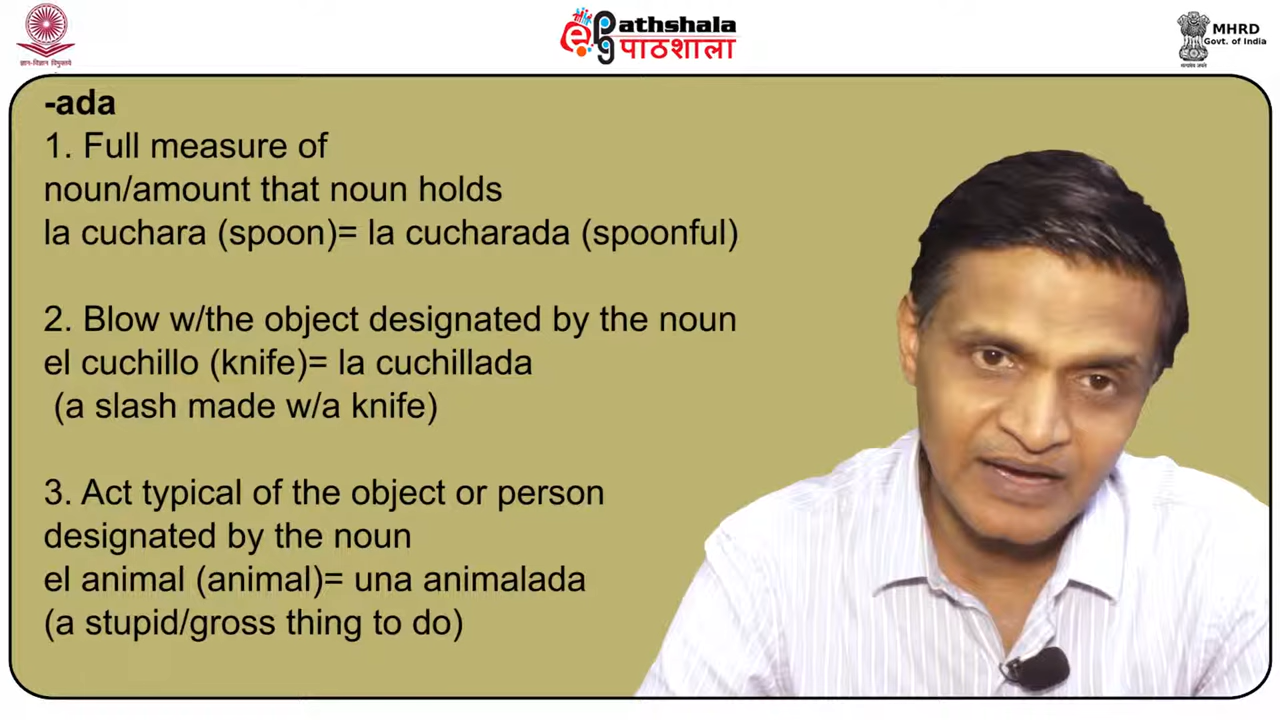 ePathshala
पाठशाला
MHRD
Govt. of India
-ada
1. Full measure of
noun/amount that noun holds
la cuchara (spoon)= la cucharada (spoonful)
2. Blow w/the object designated by the noun
el cuchillo (knife)= la cuchillada
(a slash made w/a knife)
3. Act typical of the object or person
designated by the noun
el animal (animal)= una animalada
(a stupid/gross thing to do)